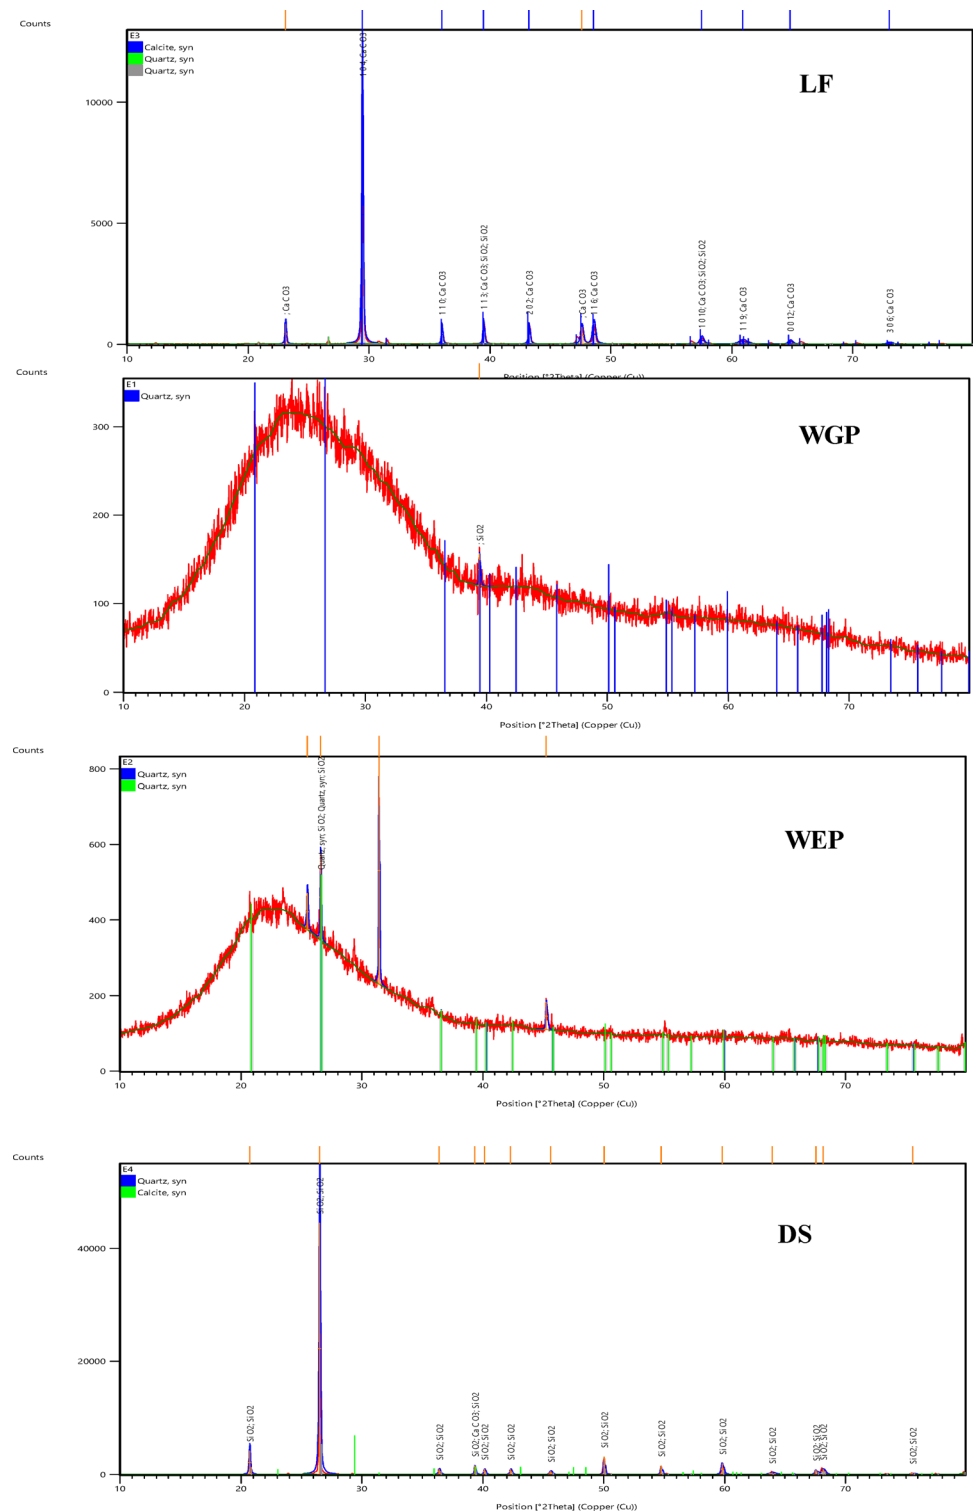 Counts
E3
Calcite, syn
Quartz, syn
Quartz, syn
LF
10000
5000
0
1 0 4; Ca C O3
; Ca C O3
1 1 0; Ca C O3
1 1 3; Ca C O3; Si O2; Si O2
2 0 2; Ca C O3
; Ca C O3
1 1 6; Ca C O3
1 0 10; Ca C O3; Si O2; Si O2
1 1 9; Ca C O3
0 0 12; Ca C O3
3 0 6; Ca C O3
10 20 30 40 50 60 70
Position [°2Theta] (Copper (Cu))
Counts
E1
Quartz, syn
WGP
300
200
100
0
; Si O2
10 20 30 40 50 60 70
Position [°2Theta] (Copper (Cu))
Counts
E2
Quartz, syn
Quartz, syn
WEP
800
600
400
200
0
Quartz, syn; Si O2; Quartz, syn; Si O2
10 20 30 40 50 60 70
Position [°2Theta] (Copper (Cu))
Counts
E4
Quartz, syn
Calcite, syn
DS
40000
20000
0
Si O2; Si O2
Si O2; Si O2
Si O2; Si O2
Si O2; Ca C O3; Si O2
Si O2; Si O2
Si O2; Si O2
Si O2; Si O2
Si O2; Si O2
Si O2; Si O2
Si O2; Si O2
Si O2; Si O2
Si O2; Si O2
Si O2; Si O2
Si O2; Si O2
10 20 30 40 50 60 70
Position [°2Theta] (Copper (Cu))